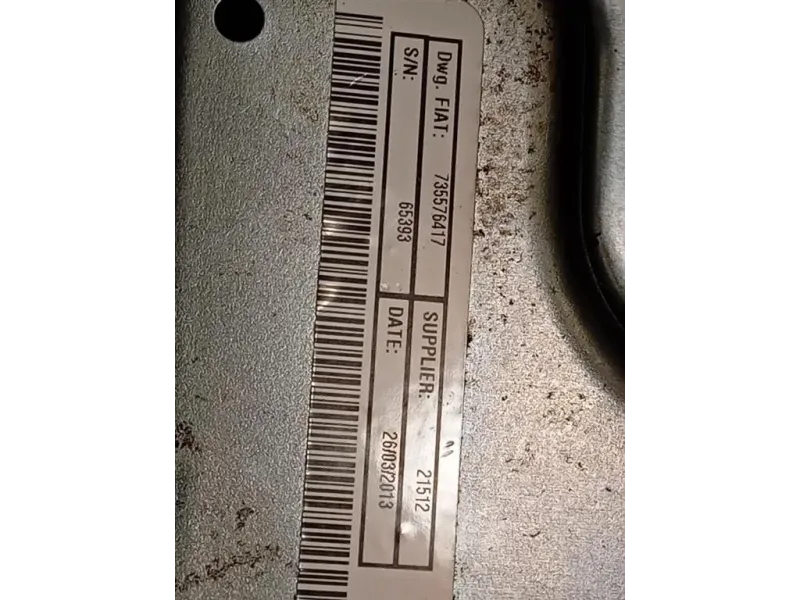 Dwg. FIAT: 735576417 SUPPLIER: 21512
S/N: 65393 DATE: 26/03/2013